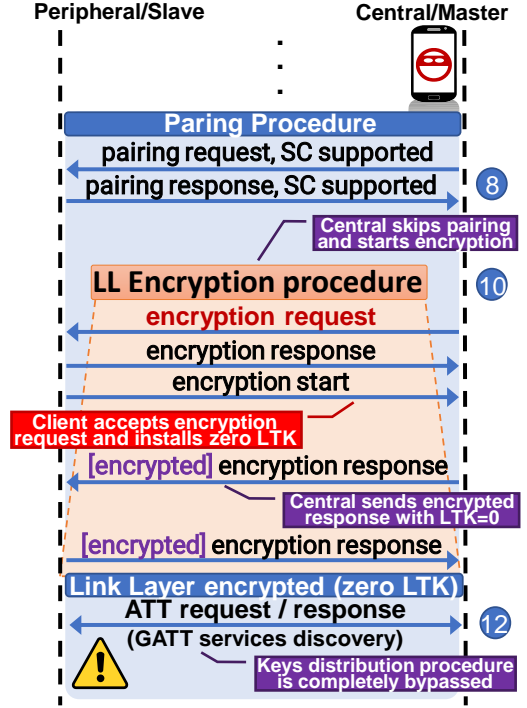 Peripheral/Slave
Central/Master
Paring Procedure
pairing request, SC supported
pairing response, SC supported
8
Central skips pairing
and starts encryption
LL Encryption procedure
10
encryption request
encryption response
encryption start
Client accepts encryption
request and installs zero LTK
[encrypted] encryption response
Central sends encrypted
response with LTK=0
[encrypted] encryption response
Link Layer encrypted (zero LTK)
ATT request / response
12
(GATT services discovery)
Keys distribution procedure
is completely bypassed